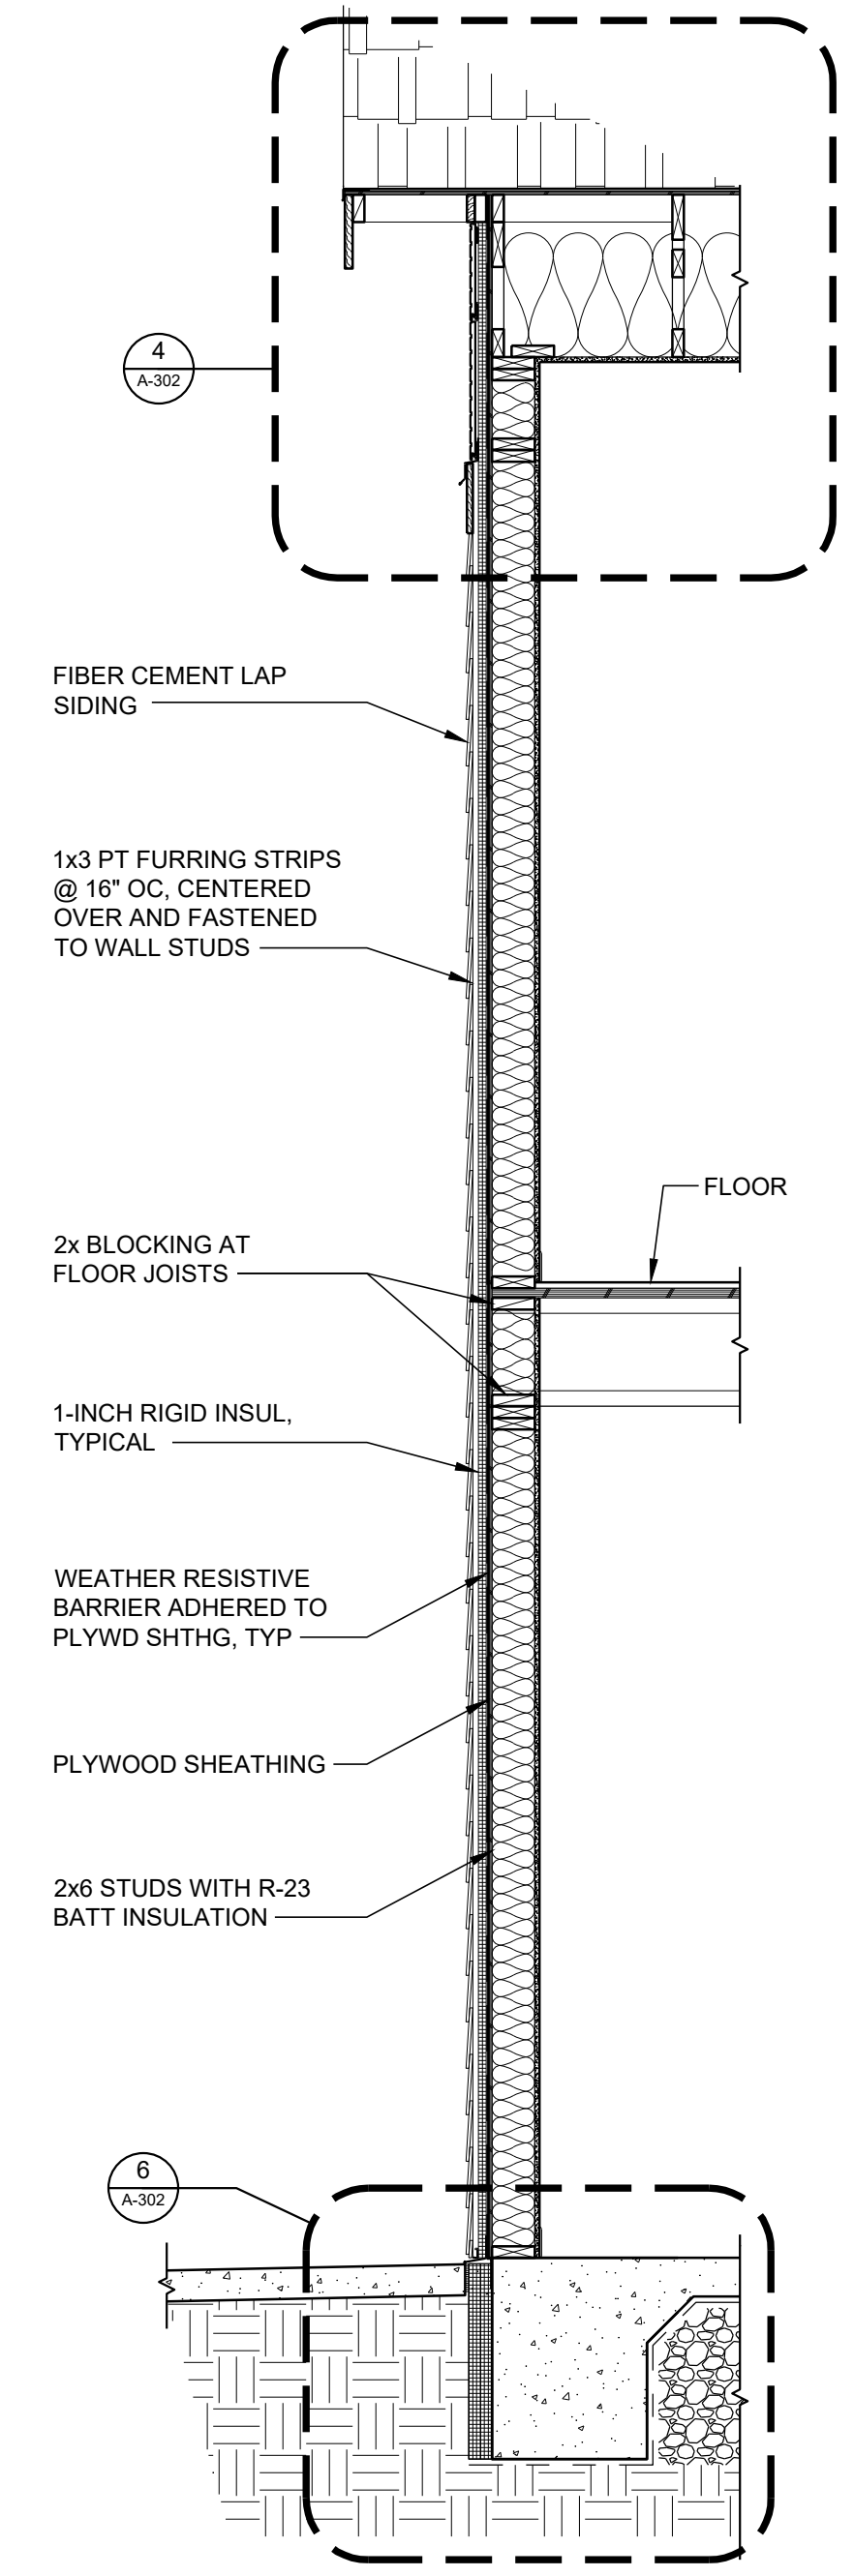 4
A-302
FIBER CEMENT LAP
SIDING
1x3 PT FURRING STRIPS
@ 16" OC, CENTERED
OVER AND FASTENED
TO WALL STUDS
FLOOR
2x BLOCKING AT
FLOOR JOISTS
1-INCH RIGID INSUL,
TYPICAL
WEATHER RESISTIVE
BARRIER ADHERED TO
PLYWD SHTHG, TYP
PLYWOOD SHEATHING
2x6 STUDS WITH R-23
BATT INSULATION
6
A-302